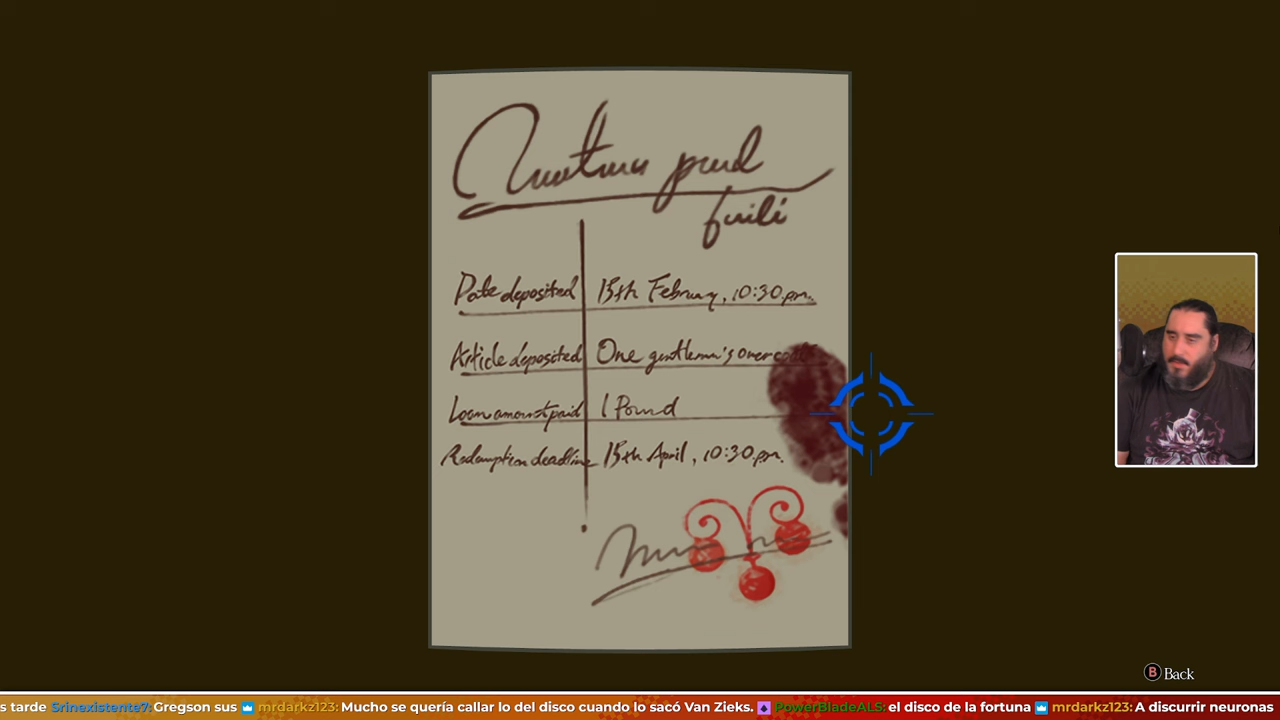 Date deposited 15th February, 10:30 p.m.
Article deposited One gentleman's overcoat
Loan amount paid 1 Pound
Redemption deadline 15th April, 10:30 p.m.
B Back
s tarde Srinexistente7: Gregson sus mrdarkz123: Mucho se quería callar lo del disco cuando lo sacó Van Zieks. PowerBladeALS: el disco de la fortuna mrdarkz123: A discurrir neuronas